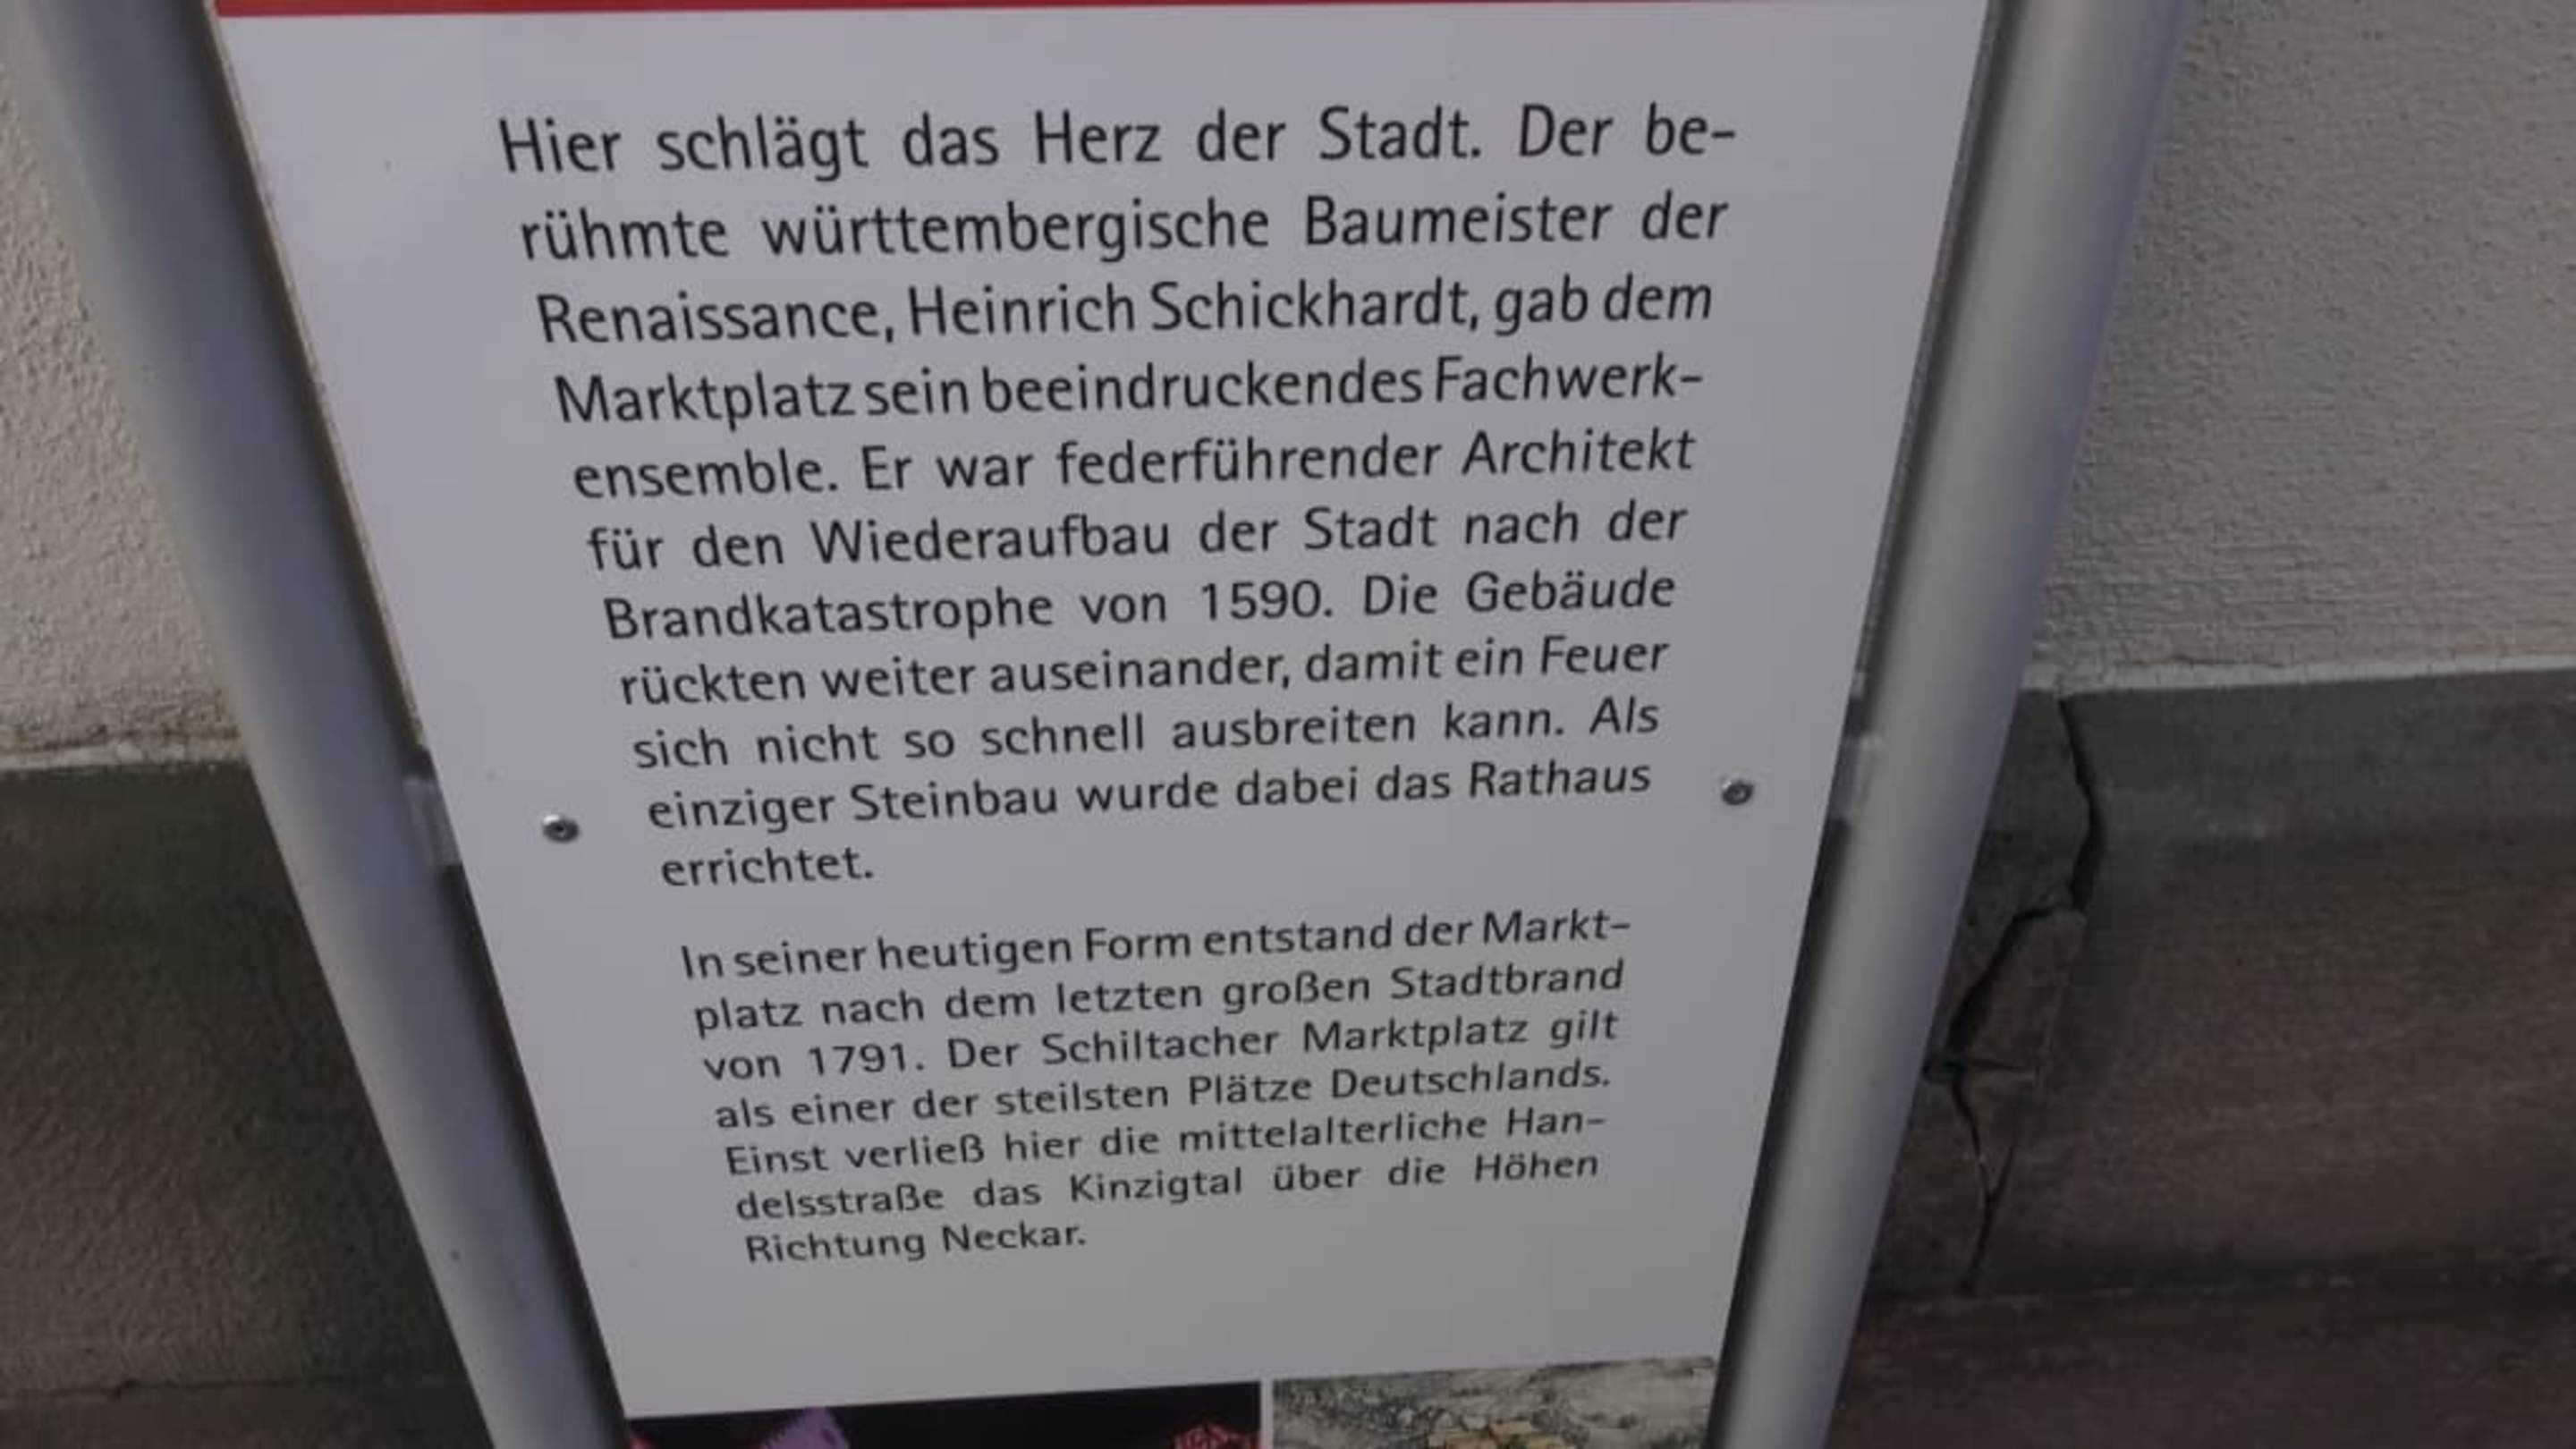 Hier schlägt das Herz der Stadt. Der be-
rühmte württembergische Baumeister der
Renaissance, Heinrich Schickhardt, gab dem
Marktplatz sein beeindruckendes Fachwerk-
ensemble. Er war federführender Architekt
für den Wiederaufbau der Stadt nach der
Brandkatastrophe von 1590. Die Gebäude
rückten weiter auseinander, damit ein Feuer
sich nicht so schnell ausbreiten kann. Als
einziger Steinbau wurde dabei das Rathaus
errichtet.
In seiner heutigen Form entstand der Markt-
platz nach dem letzten großen Stadtbrand
von 1791. Der Schiltacher Marktplatz gilt
als einer der steilsten Plätze Deutschlands.
Einst verließ hier die mittelalterliche Han-
delsstraße das Kinzigtal über die Höhen
Richtung Neckar.